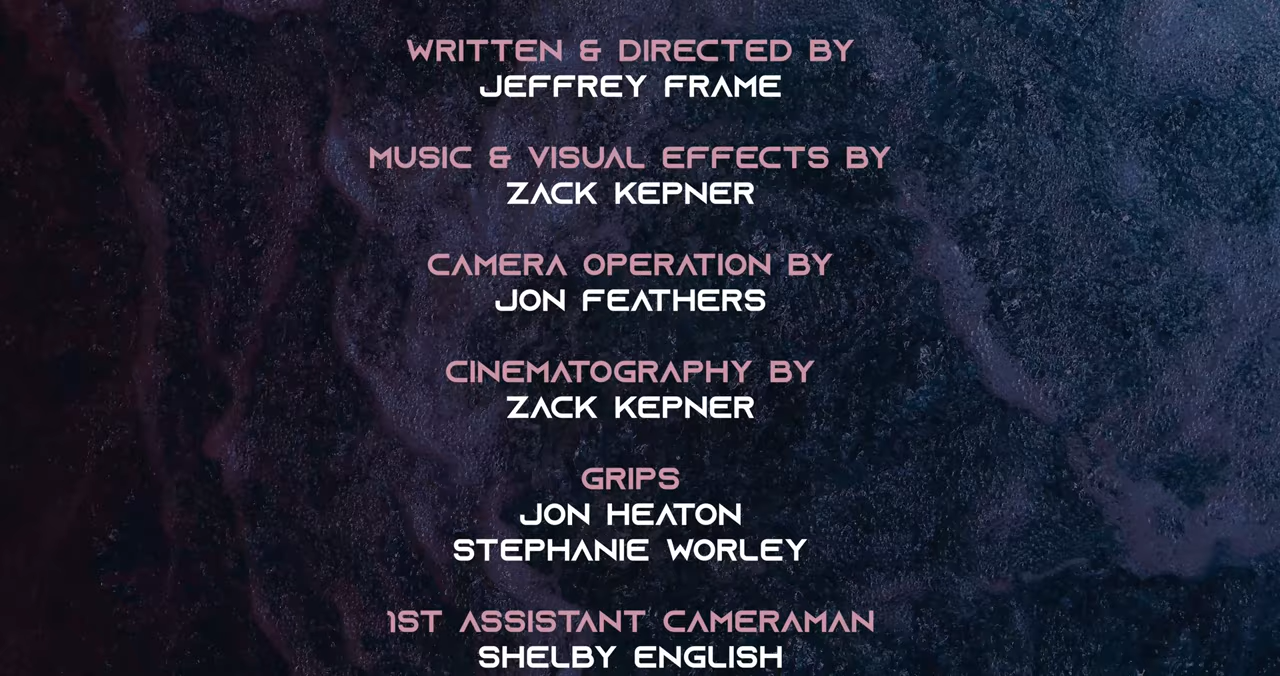 WRITTEN & DIRECTED BY
JEFFREY FRAME
MUSIC & VISUAL EFFECTS BY
ZACK KEPNER
CAMERA OPERATION BY
JON FEATHERS
CINEMATOGRAPHY BY
ZACK KEPNER
GRIPS
JON HEATON
STEPHANIE WORLEY
1ST ASSISTANT CAMERAMAN
SHELBY ENGLISH